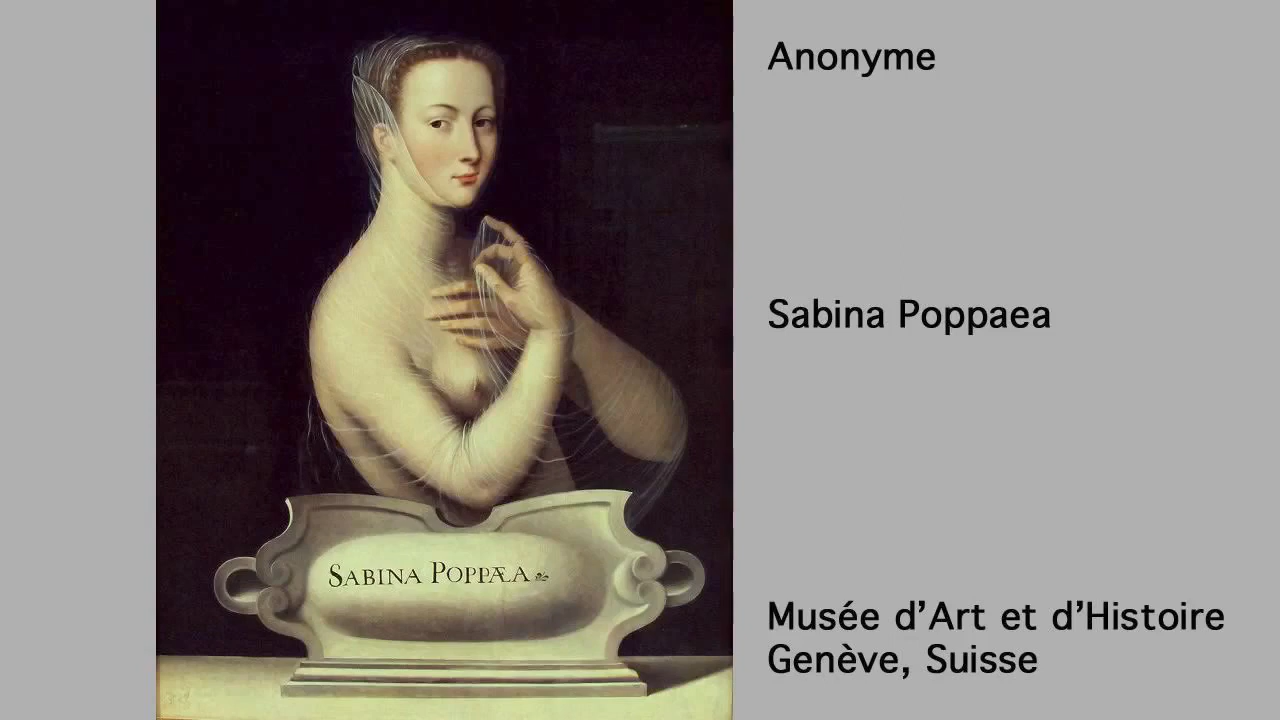 Anonyme
Sabina Poppaea
SABINA POPPÆA
Musée d’Art et d’Histoire
Genève, Suisse